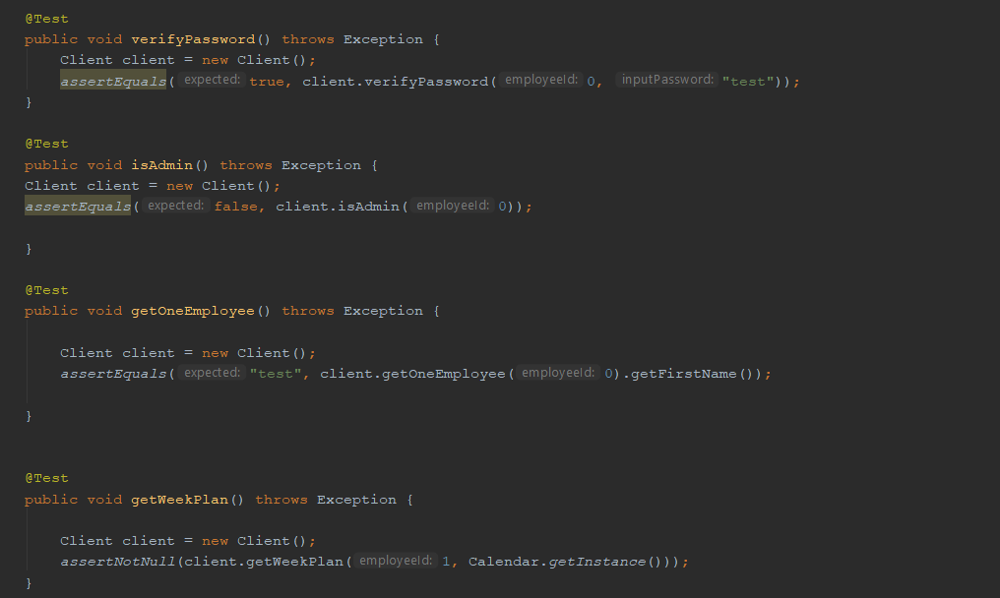 @Test
public void verifyPassword() throws Exception {
    Client client = new Client();
    assertEquals( expected: true, client.verifyPassword( employeeId: 0, inputPassword: "test"));
}
@Test
public void isAdmin() throws Exception {
Client client = new Client();
assertEquals( expected: false, client.isAdmin( employeeId: 0));
}
@Test
public void getOneEmployee() throws Exception {
    Client client = new Client();
    assertEquals( expected: "test", client.getOneEmployee( employeeId: 0).getFirstName());
}
@Test
public void getWeekPlan() throws Exception {
    Client client = new Client();
    assertNotNull(client.getWeekPlan( employeeId: 1, Calendar.getInstance()));
}